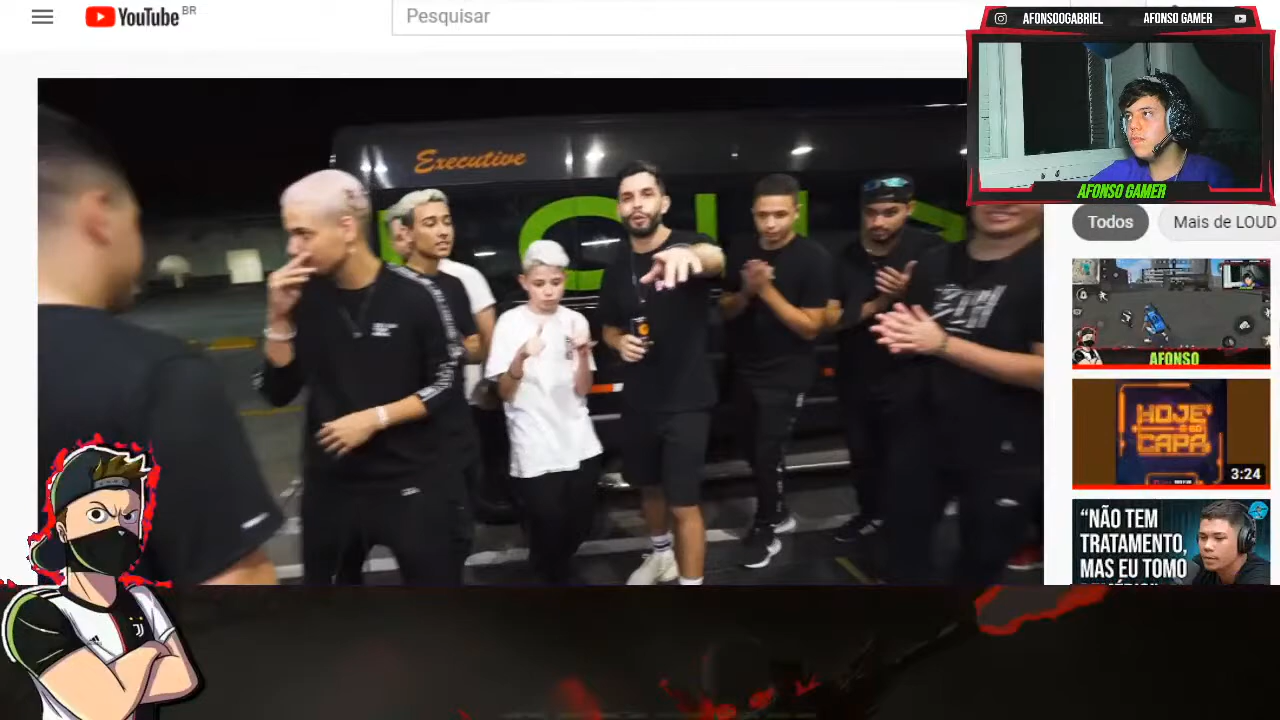 YouTube BR
Pesquisar
AFONSOOGABRIEL
AFONSO GAMER
AFONSO GAMER
Executive
Todos
Mais de LOUD
AFONSO
HOJE
É SÓ
CAPA
3:24
"NÃO TEM
TRATAMENTO,
MAS EU TOMO